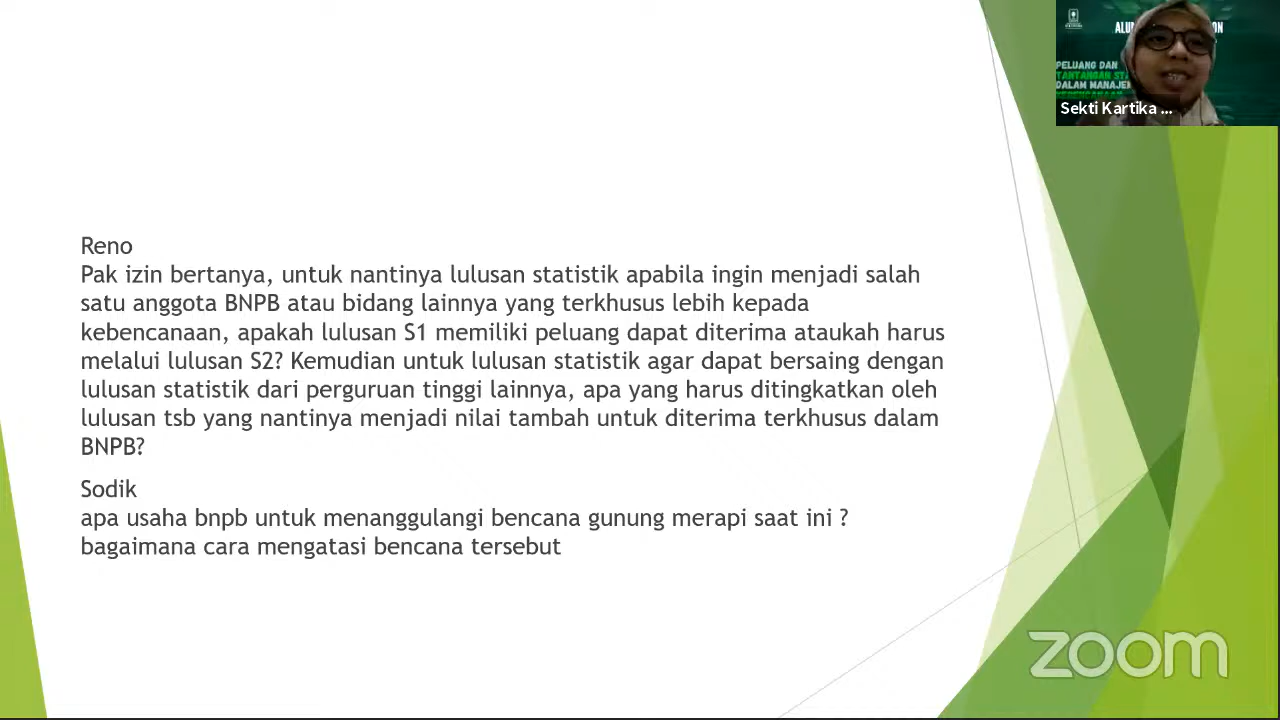 Reno
Pak izin bertanya, untuk nantinya lulusan statistik apabila ingin menjadi salah
satu anggota BNPB atau bidang lainnya yang terkhusus lebih kepada
kebencanaan, apakah lulusan S1 memiliki peluang dapat diterima ataukah harus
melalui lulusan S2? Kemudian untuk lulusan statistik agar dapat bersaing dengan
lulusan statistik dari perguruan tinggi lainnya, apa yang harus ditingkatkan oleh
lulusan tsb yang nantinya menjadi nilai tambah untuk diterima terkhusus dalam
BNPB?
Sodik
apa usaha bnpb untuk menanggulangi bencana gunung merapi saat ini ?
bagaimana cara mengatasi bencana tersebut
PELUANG DAN
DALAM
Sekti Kartika ...
zoom